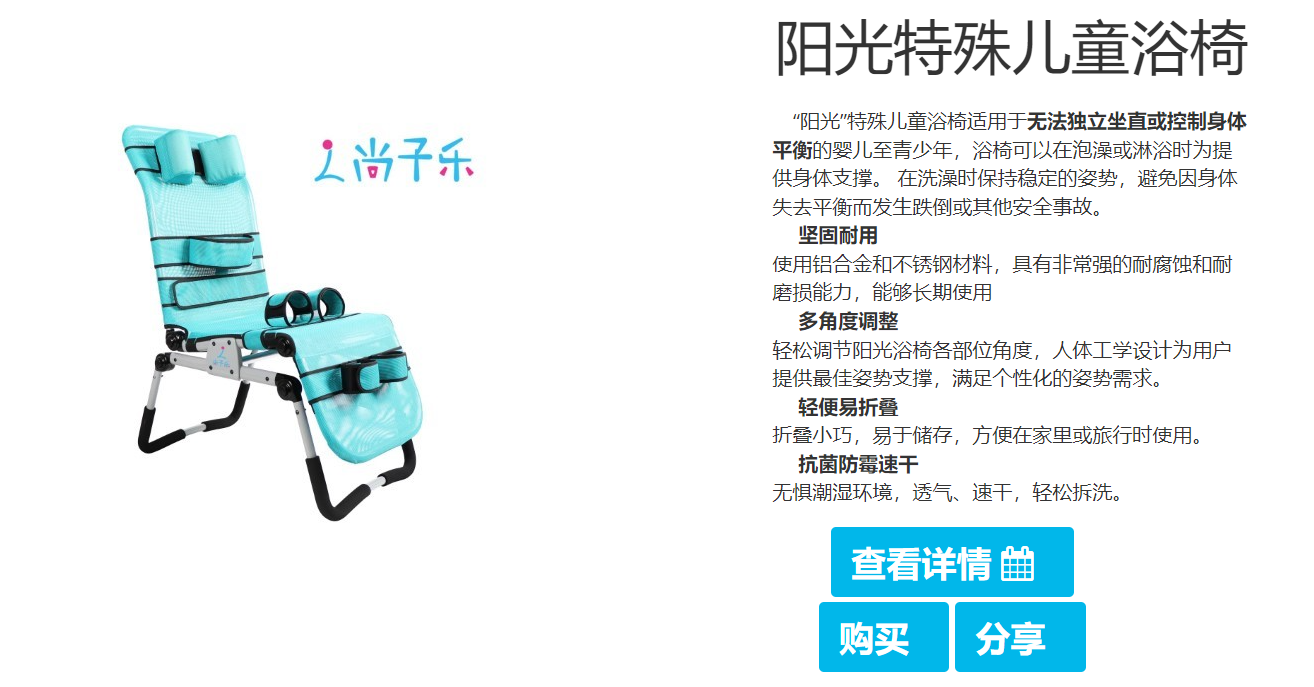 阳光特殊儿童浴椅
尚子乐
“阳光”特殊儿童浴椅适用于无法独立坐直或控制身体
平衡的婴儿至青少年，浴椅可以在泡澡或淋浴时为提
供身体支撑。 在洗澡时保持稳定的姿势，避免因身体
失去平衡而发生跌倒或其他安全事故。
坚固耐用
使用铝合金和不锈钢材料，具有非常强的耐腐蚀和耐
磨损能力，能够长期使用
多角度调整
轻松调节阳光浴椅各部位角度，人体工学设计为用户
提供最佳姿势支撑，满足个性化的姿势需求。
轻便易折叠
折叠小巧，易于储存，方便在家里或旅行时使用。
抗菌防霉速干
无惧潮湿环境，透气、速干，轻松拆洗。
查看详情
购买
分享